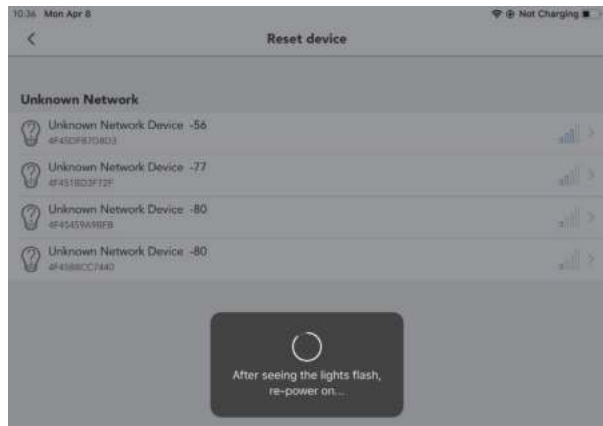 10:36 Mon Apr 8
Not Charging
Reset device
Unknown Network
Unknown Network Device -56
Unknown Network Device -77
Unknown Network Device -80
Unknown Network Device -80
After seeing the lights flash,
re-power on...